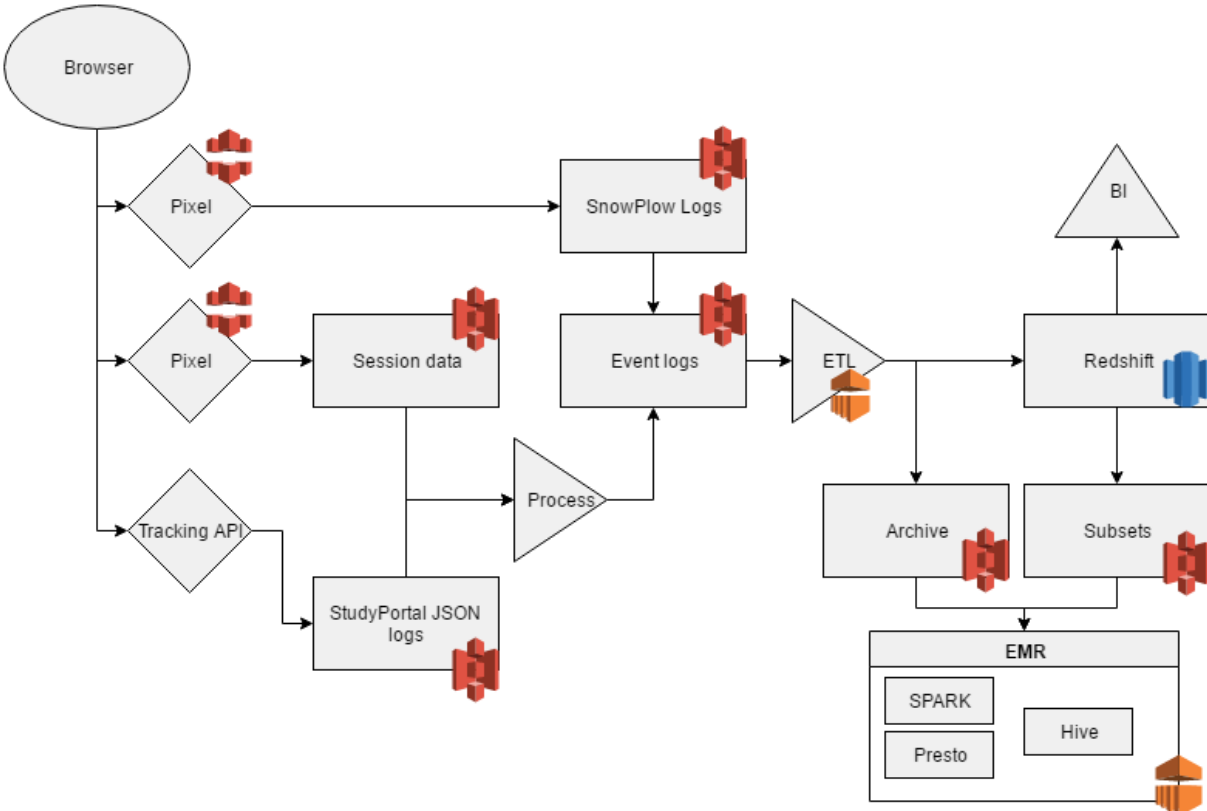 Browser
Pixel
SnowPlow Logs
BI
Pixel
Session data
Event logs
ETL
Redshift
Tracking API
Process
Archive
Subsets
StudyPortal JSON
logs
EMR
SPARK
Hive
Presto